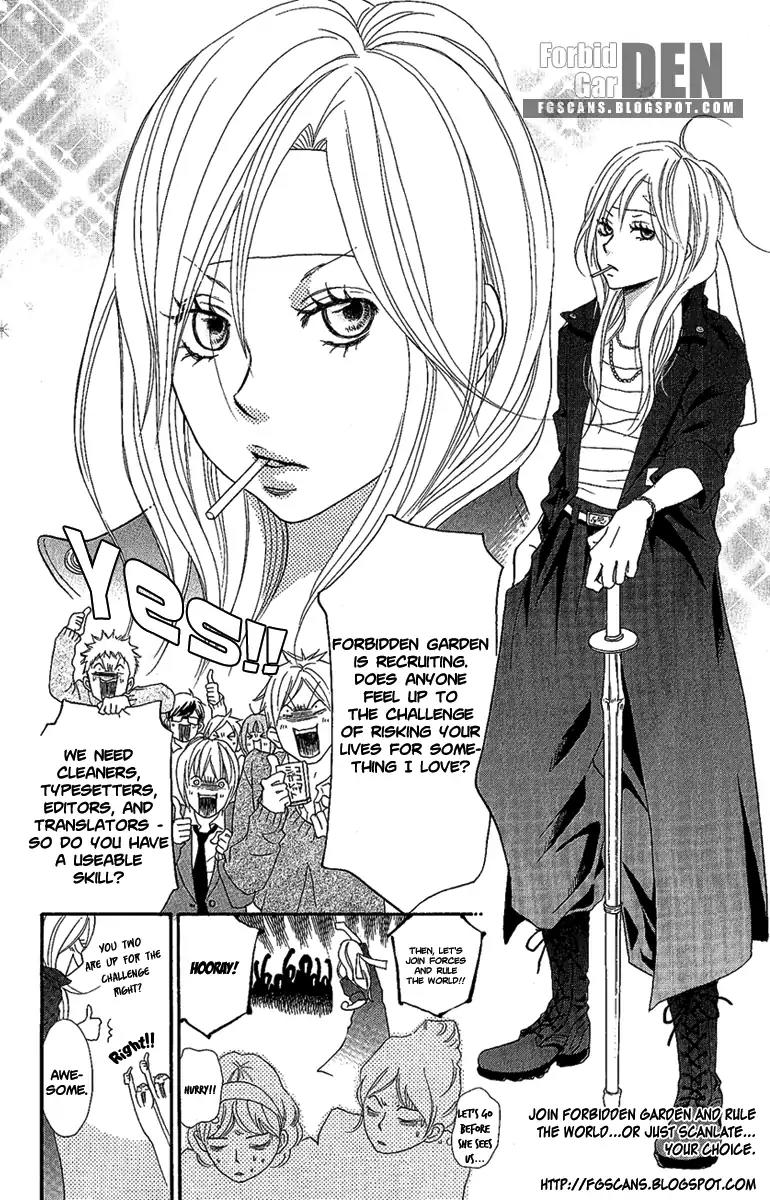 Forbid
Gar DEN
FGSCANS.BLOGSPOT.COM
Yes!!
FORBIDDEN GARDEN
IS RECRUITING.
DOES ANYONE
FEEL UP TO
THE CHALLENGE
OF RISKING YOUR
LIVES FOR SOME-
THING I LOVE?
WE NEED
CLEANERS,
TYPESETTERS,
EDITORS, AND
TRANSLATORS -
SO DO YOU HAVE
A USEABLE
SKILL?
THEN, LET'S
JOIN FORCES
AND RULE
THE WORLD!!
HOORAY!
HURRY!!
LET'S GO
BEFORE
SHE SEES
US...
YOU TWO
ARE UP FOR THE
CHALLENGE
RIGHT?
Right!!
AWE-
SOME.
JOIN FORBIDDEN GARDEN AND RULE
THE WORLD...OR JUST SCANLATE...
YOUR CHOICE.
HTTP://FGSCANS.BLOGSPOT.COM